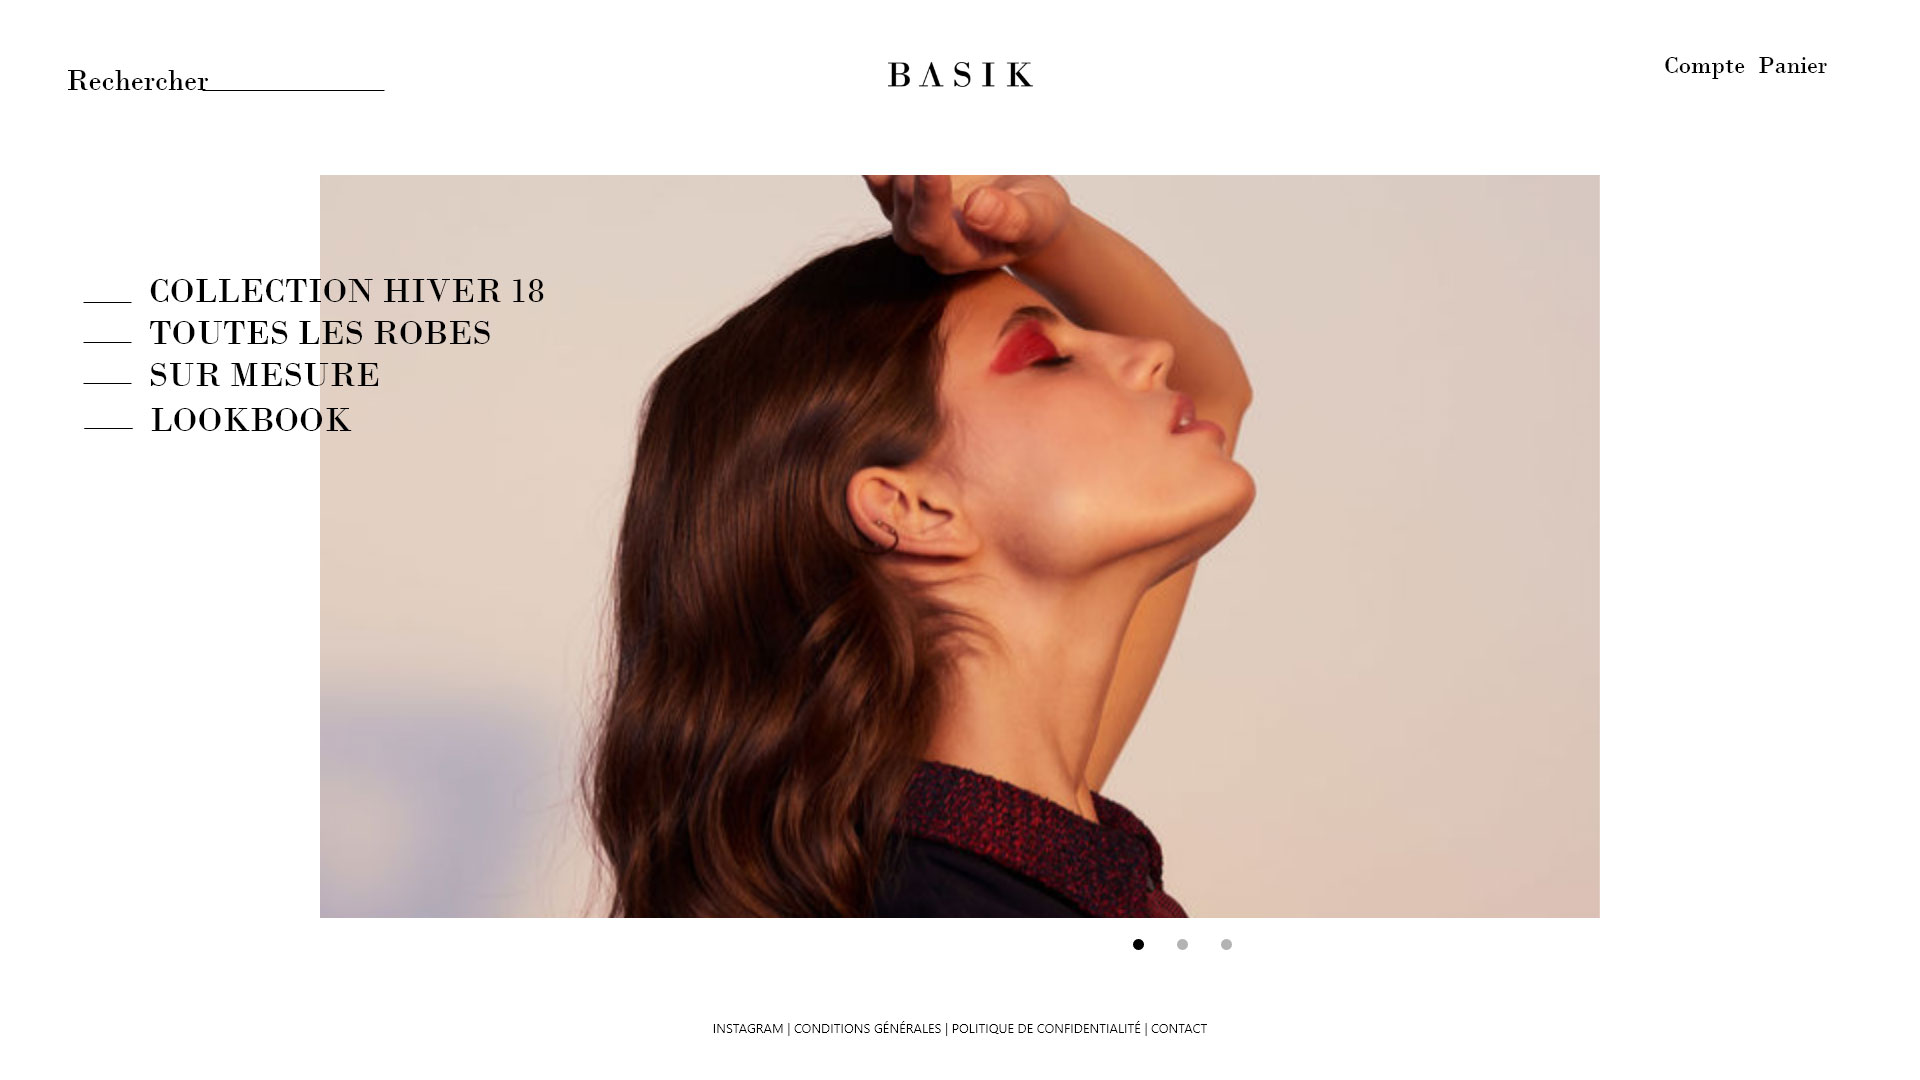 Rechercher
BASIK
Compte Panier
COLLECTION HIVER 18
TOUTES LES ROBES
SUR MESURE
LOOKBOOK
INSTAGRAM | CONDITIONS GÉNÉRALES | POLITIQUE DE CONFIDENTIALITÉ | CONTACT